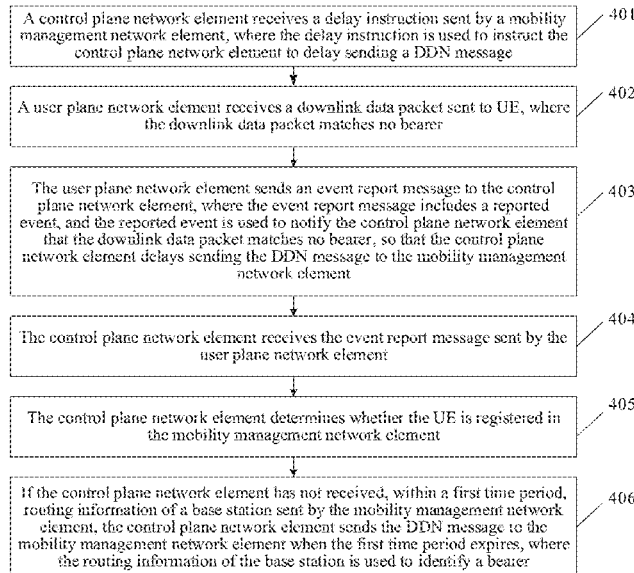 A control plane network element receives a delay instruction sent by a mobility
management network element, where the delay instruction is used to instruct the
control plane network element to delay sending a DDN message
401
A user plane network element receives a downlink data packet sent to UE, where
the downlink data packet matches no bearer
402
The user plane network element sends an event report message to the control
plane network element, where the event report message includes a reported
event, and the reported event is used to notify the control plane network element
that the downlink data packet matches no bearer, so that the control plane
network element delays sending the DDN message to the mobility management
network element
403
The control plane network element receives the event report message sent by the
user plane network element
404
The control plane network element determines whether the UE is registered in
the mobility management network element
405
If the control plane network element has not received, within a first time period,
routing information of a base station sent by the mobility management network
element, the control plane network element sends the DDN message to the
mobility management network element when the first time period expires, where
the routing information of the base station is used to identify a bearer
406